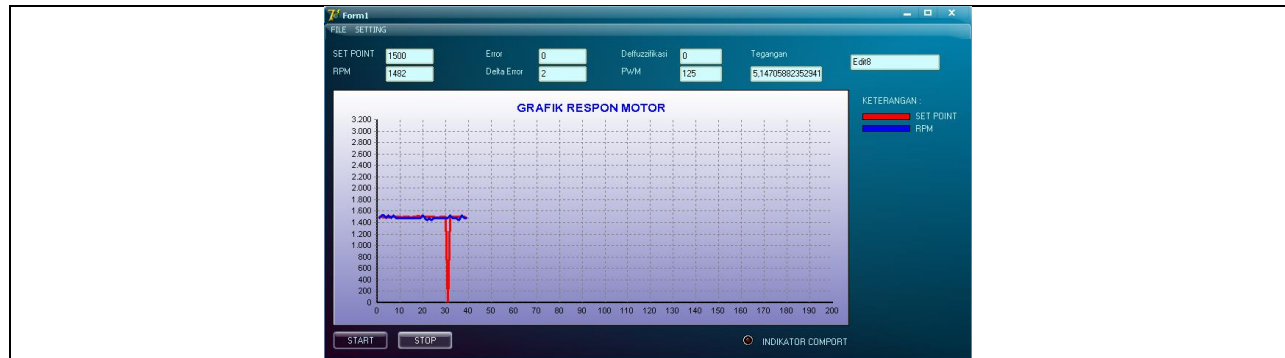 Form1
FILE SETTING
SET POINT 1500 Error 0 Deffuzzifikasi 0 Tegangan
RPM 1482 Delta Error 2 PWM 125 5,14705882352941 Edit8
GRAFIK RESPON MOTOR
KETERANGAN :
SET POINT
RPM
3.200
3.000
2.800
2.600
2.400
2.200
2.000
1.800
1.600
1.400
1.200
1.000
800
600
400
200
0
0 10 20 30 40 50 60 70 80 90 100 110 120 130 140 150 160 170 180 190 200
START STOP INDIKATOR COMPORT